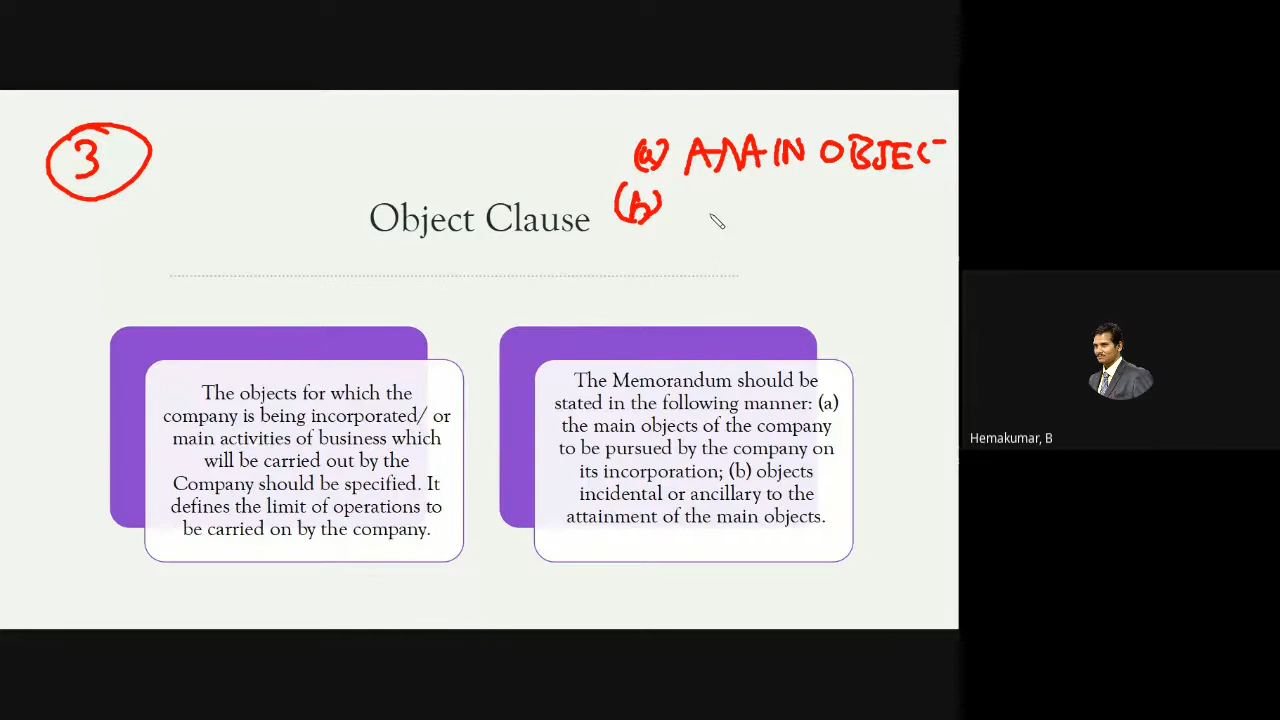 3
(a) MAIN OBJECT
(b)
Object Clause
The objects for which the
company is being incorporated/ or
main activities of business which
will be carried out by the
Company should be specified. It
defines the limit of operations to
be carried on by the company.
The Memorandum should be
stated in the following manner: (a)
the main objects of the company
to be pursued by the company on
its incorporation; (b) objects
incidental or ancillary to the
attainment of the main objects.
Hemakumar, B